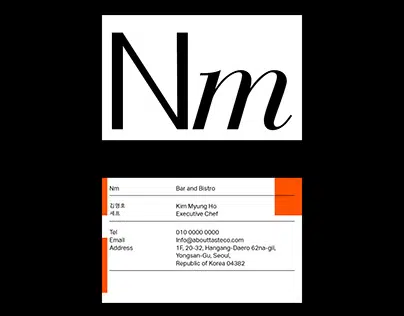 Nm
Nm Bar and Bistro
김명호 Kim Myung Ho
셰프 Executive Chef
Tel 010 0000 0000
Email Info@abouttasteco.com
Address 1F, 20-32, Hangang-Daero 62na-gil,
Yongsan-Gu, Seoul,
Republic of Korea 04382